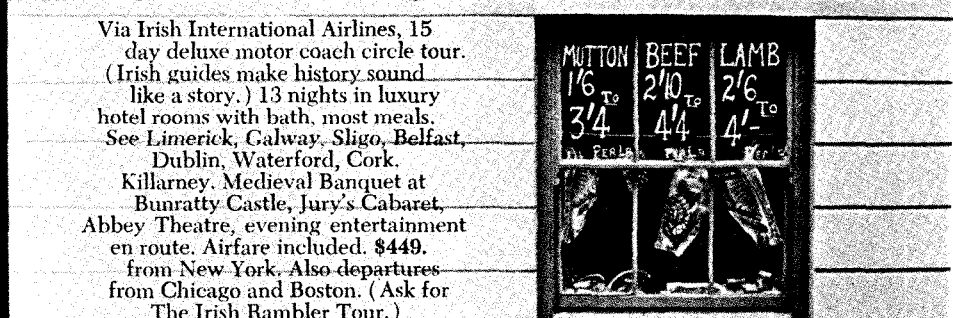 Via Irish International Airlines, 15
day deluxe motor coach circle tour.
(Irish guides make history sound
like a story.) 13 nights in luxury
hotel rooms with bath, most meals.
See Limerick, Galway, Sligo, Belfast,
Dublin, Waterford, Cork.
Killarney. Medieval Banquet at
Bunratty Castle, Jury's Cabaret,
Abbey Theatre, evening entertainment
en route. Airfare included. $449.
from New York. Also departures
from Chicago and Boston. (Ask for
The Irish Rambler Tour.)
MUTTON BEEF LAMB
1'6 TO 2'10 TO 2'6 TO
3'4 4'4 4'-
PER Lb